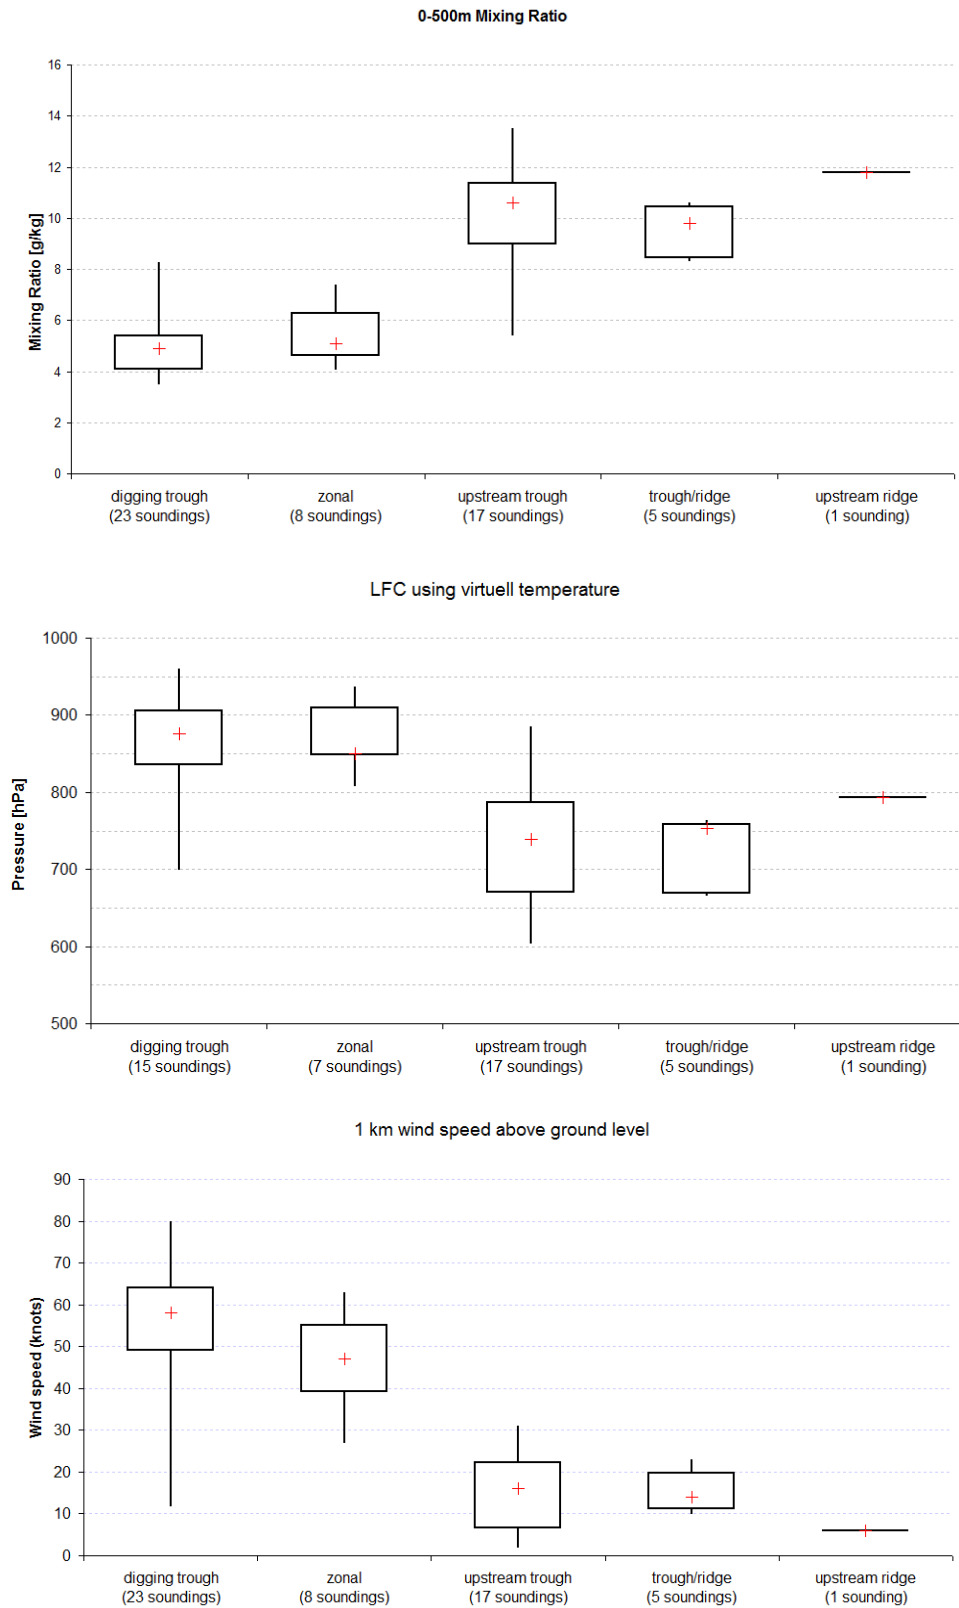 0-500m Mixing Ratio
Mixing Ratio [g/kg]
16
14
12
10
8
6
4
2
0
digging trough zonal upstream trough trough/ridge upstream ridge
(23 soundings) (8 soundings) (17 soundings) (5 soundings) (1 sounding)
LFC using virtuell temperature
Pressure [hPa]
1000
900
800
700
600
500
digging trough zonal upstream trough trough/ridge upstream ridge
(15 soundings) (7 soundings) (17 soundings) (5 soundings) (1 sounding)
1 km wind speed above ground level
Wind speed (knots)
90
80
70
60
50
40
30
20
10
0
digging trough zonal upstream trough trough/ridge upstream ridge
(23 soundings) (8 soundings) (17 soundings) (5 soundings) (1 sounding)